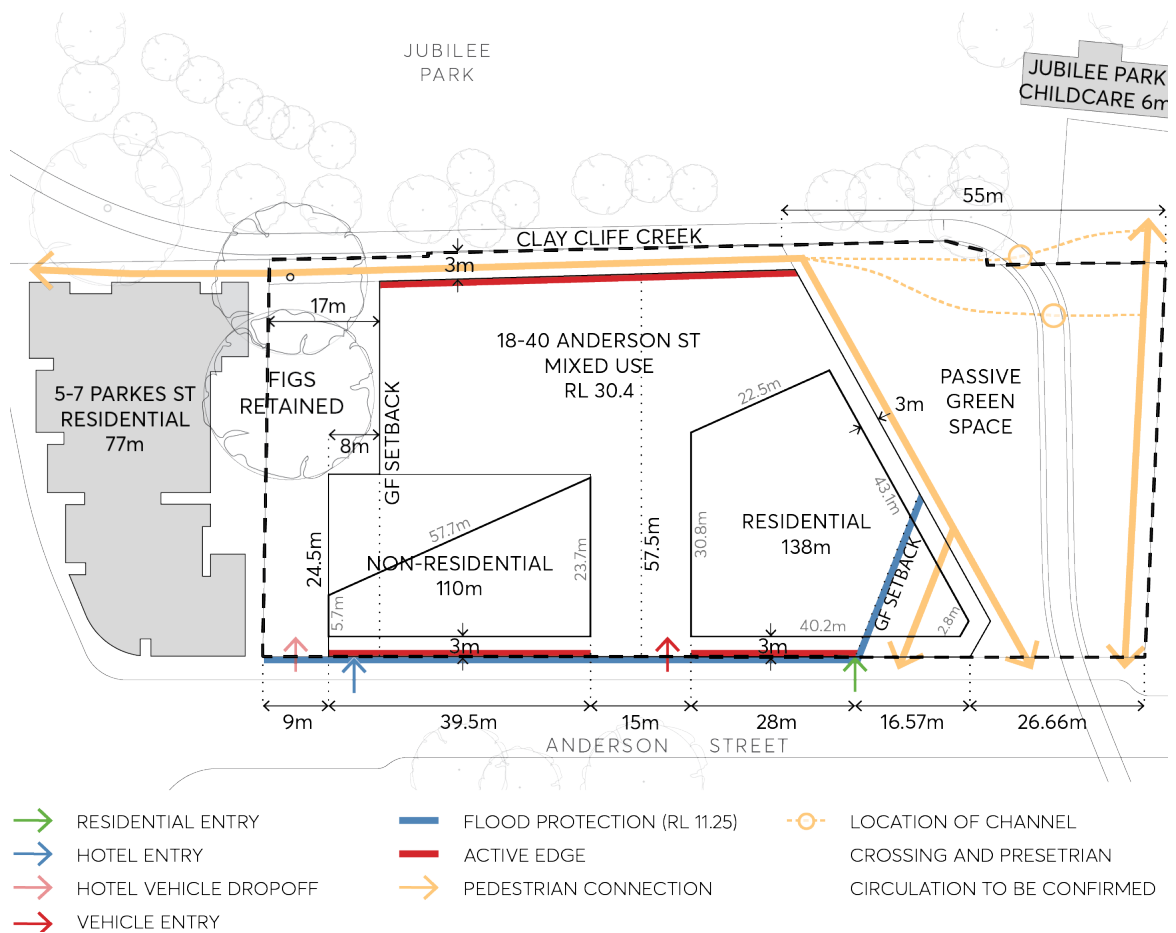 JUBILEE
PARK
JUBILEE PARK
CHILDCARE 6m
55m
CLAY CLIFF CREEK
3m
17m
18-40 ANDERSON ST
MIXED USE
RL 30.4
5-7 PARKES ST
RESIDENTIAL
77m
FIGS
RETAINED
8m
GF SETBACK
22.5m
3m
PASSIVE
GREEN
SPACE
43.1m
57.7m
24.5m
NON-RESIDENTIAL
110m
23.7m
57.5m
30.8m
RESIDENTIAL
138m
GF SETBACK
5.7m
3m
40.2m
3m
2.8m
9m
39.5m
15m
28m
16.57m
26.66m
ANDERSON STREET
RESIDENTIAL ENTRY
HOTEL ENTRY
HOTEL VEHICLE DROPOFF
VEHICLE ENTRY
FLOOD PROTECTION (RL 11.25)
ACTIVE EDGE
PEDESTRIAN CONNECTION
LOCATION OF CHANNEL
CROSSING AND PRESETRIAN
CIRCULATION TO BE CONFIRMED